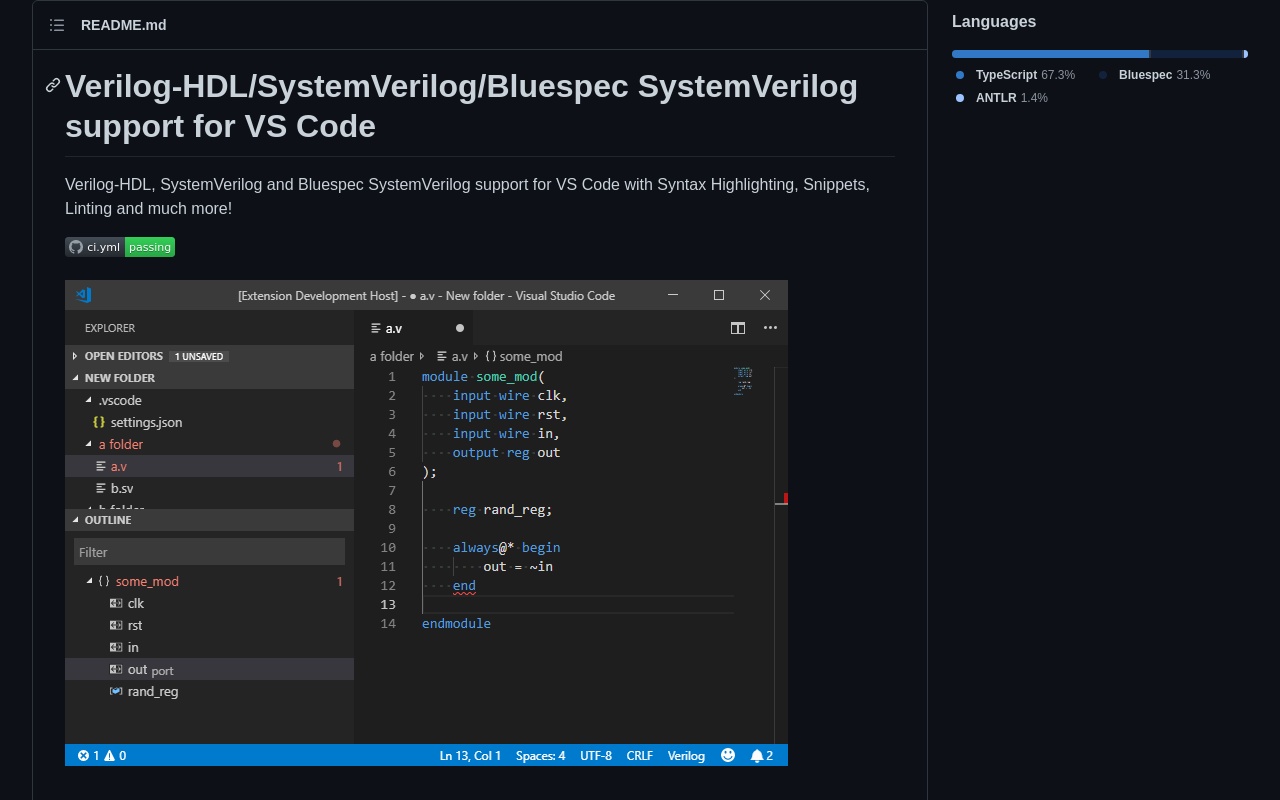 README.md
Verilog-HDL/SystemVerilog/Bluespec SystemVerilog
support for VS Code
Verilog-HDL, SystemVerilog and Bluespec SystemVerilog support for VS Code with Syntax Highlighting, Snippets,
Linting and much more!
ci.yml passing
[Extension Development Host] - ● a.v - New folder - Visual Studio Code
EXPLORER
OPEN EDITORS 1 UNSAVED
NEW FOLDER
.vscode
{} settings.json
a folder
a.v 1
b.sv
OUTLINE
Filter
{} some_mod 1
clk
rst
in
out port
rand_reg
a.v
a folder a.v {} some_mod
1 module some_mod(
2 ····input·wire·clk,
3 ····input·wire·rst,
4 ····input·wire·in,
5 ····output·reg·out
6 );
7
8 ····reg·rand_reg;
9
10 ····always@*·begin
11 ········out·=·~in
12 ····end
13
14 endmodule
1 0 Ln 13, Col 1 Spaces: 4 UTF-8 CRLF Verilog 2
Languages
TypeScript 67.3% Bluespec 31.3%
ANTLR 1.4%